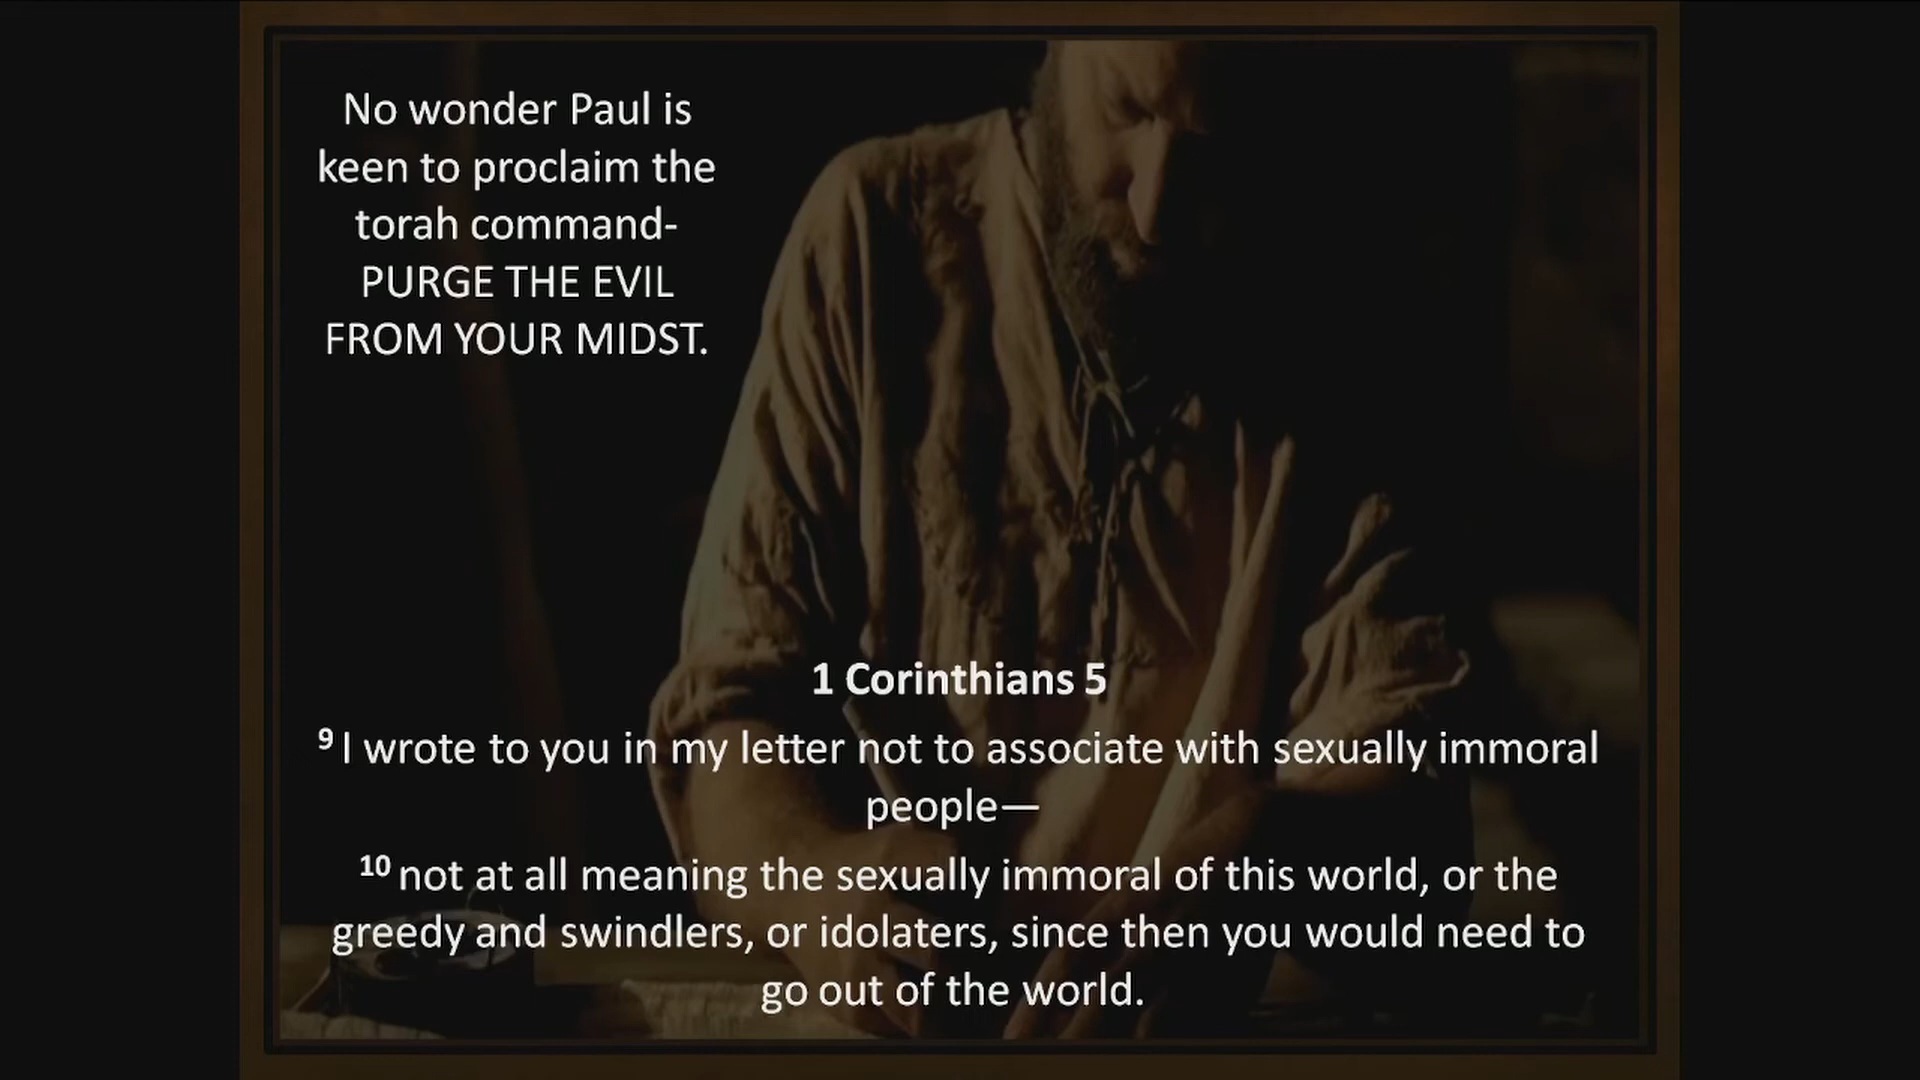 No wonder Paul is
keen to proclaim the
torah command-
PURGE THE EVIL
FROM YOUR MIDST.
1 Corinthians 5
9 I wrote to you in my letter not to associate with sexually immoral
people—
10 not at all meaning the sexually immoral of this world, or the
greedy and swindlers, or idolaters, since then you would need to
go out of the world.